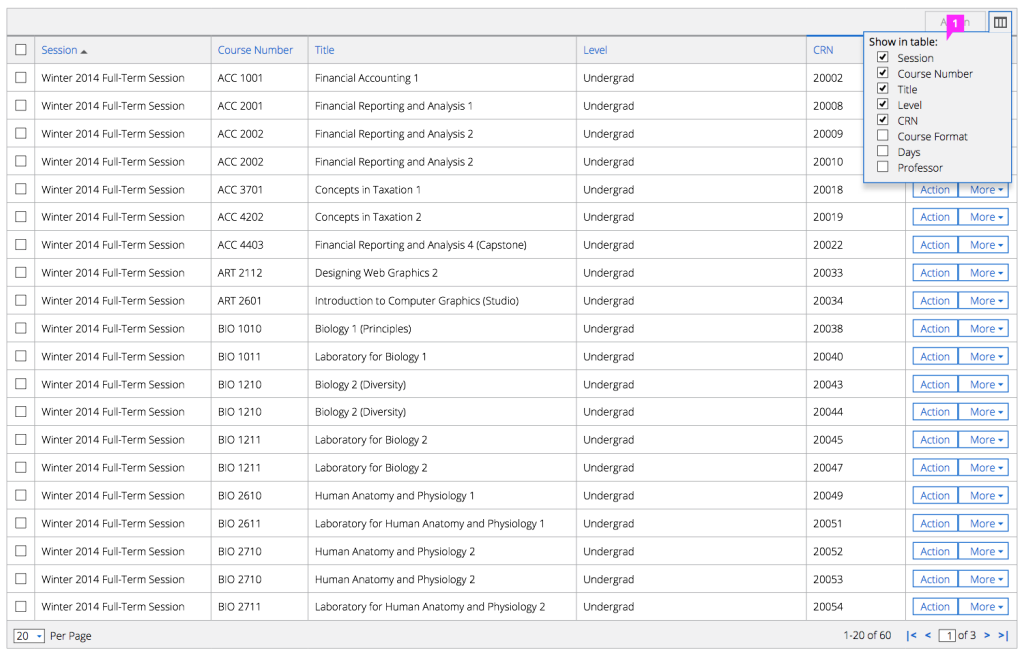 1
Session Course Number Title Level CRN
Show in table:
Session
Course Number
Title
Level
CRN
Course Format
Days
Professor
Winter 2014 Full-Term Session ACC 1001 Financial Accounting 1 Undergrad 20002
Winter 2014 Full-Term Session ACC 2001 Financial Reporting and Analysis 1 Undergrad 20008
Winter 2014 Full-Term Session ACC 2002 Financial Reporting and Analysis 2 Undergrad 20009
Winter 2014 Full-Term Session ACC 2002 Financial Reporting and Analysis 2 Undergrad 20010
Winter 2014 Full-Term Session ACC 3701 Concepts in Taxation 1 Undergrad 20018 Action More
Winter 2014 Full-Term Session ACC 4202 Concepts in Taxation 2 Undergrad 20019 Action More
Winter 2014 Full-Term Session ACC 4403 Financial Reporting and Analysis 4 (Capstone) Undergrad 20022 Action More
Winter 2014 Full-Term Session ART 2112 Designing Web Graphics 2 Undergrad 20033 Action More
Winter 2014 Full-Term Session ART 2601 Introduction to Computer Graphics (Studio) Undergrad 20034 Action More
Winter 2014 Full-Term Session BIO 1010 Biology 1 (Principles) Undergrad 20038 Action More
Winter 2014 Full-Term Session BIO 1011 Laboratory for Biology 1 Undergrad 20040 Action More
Winter 2014 Full-Term Session BIO 1210 Biology 2 (Diversity) Undergrad 20043 Action More
Winter 2014 Full-Term Session BIO 1210 Biology 2 (Diversity) Undergrad 20044 Action More
Winter 2014 Full-Term Session BIO 1211 Laboratory for Biology 2 Undergrad 20045 Action More
Winter 2014 Full-Term Session BIO 1211 Laboratory for Biology 2 Undergrad 20047 Action More
Winter 2014 Full-Term Session BIO 2610 Human Anatomy and Physiology 1 Undergrad 20049 Action More
Winter 2014 Full-Term Session BIO 2611 Laboratory for Human Anatomy and Physiology 1 Undergrad 20051 Action More
Winter 2014 Full-Term Session BIO 2710 Human Anatomy and Physiology 2 Undergrad 20052 Action More
Winter 2014 Full-Term Session BIO 2710 Human Anatomy and Physiology 2 Undergrad 20053 Action More
Winter 2014 Full-Term Session BIO 2711 Laboratory for Human Anatomy and Physiology 2 Undergrad 20054 Action More
20 Per Page 1-20 of 60 |< < 1 of 3 > >|